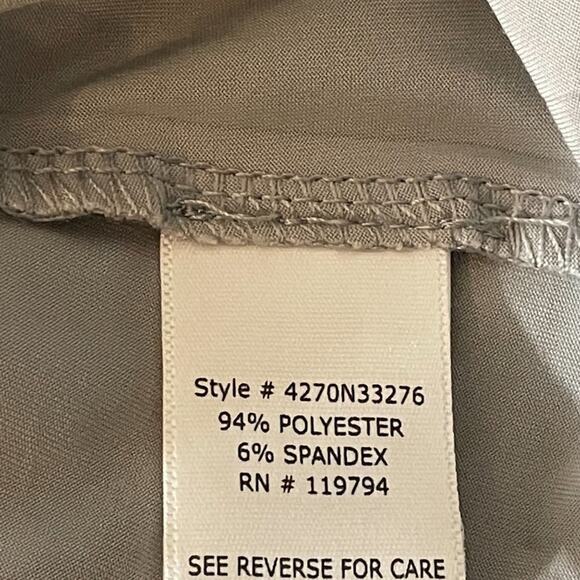 Style # 4270N33276
94% POLYESTER
6% SPANDEX
RN # 119794
SEE REVERSE FOR CARE